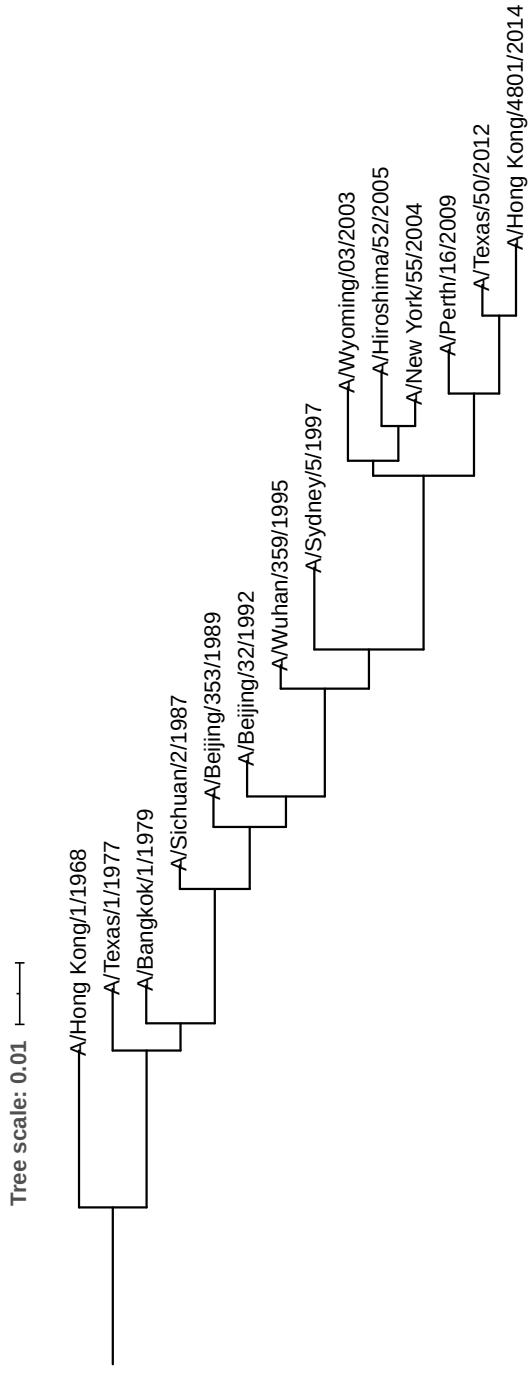 Tree scale: 0.01
A/Hong Kong/1/1968
A/Texas/1/1977
A/Bangkok/1/1979
A/Sichuan/2/1987
A/Beijing/353/1989
A/Beijing/32/1992
A/Wuhan/359/1995
A/Sydney/5/1997
A/Wyoming/03/2003
A/Hiroshima/52/2005
A/New York/55/2004
A/Perth/16/2009
A/Texas/50/2012
A/Hong Kong/4801/2014